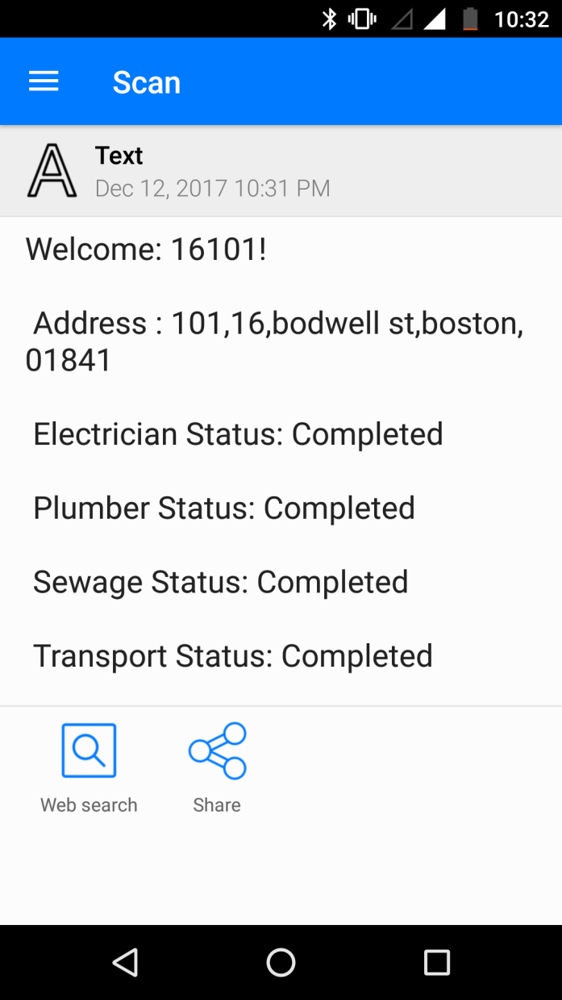 10:32
Scan
Text
Dec 12, 2017 10:31 PM
Welcome: 16101!
Address : 101,16,bodwell st,boston,
01841
Electrician Status: Completed
Plumber Status: Completed
Sewage Status: Completed
Transport Status: Completed
Web search
Share